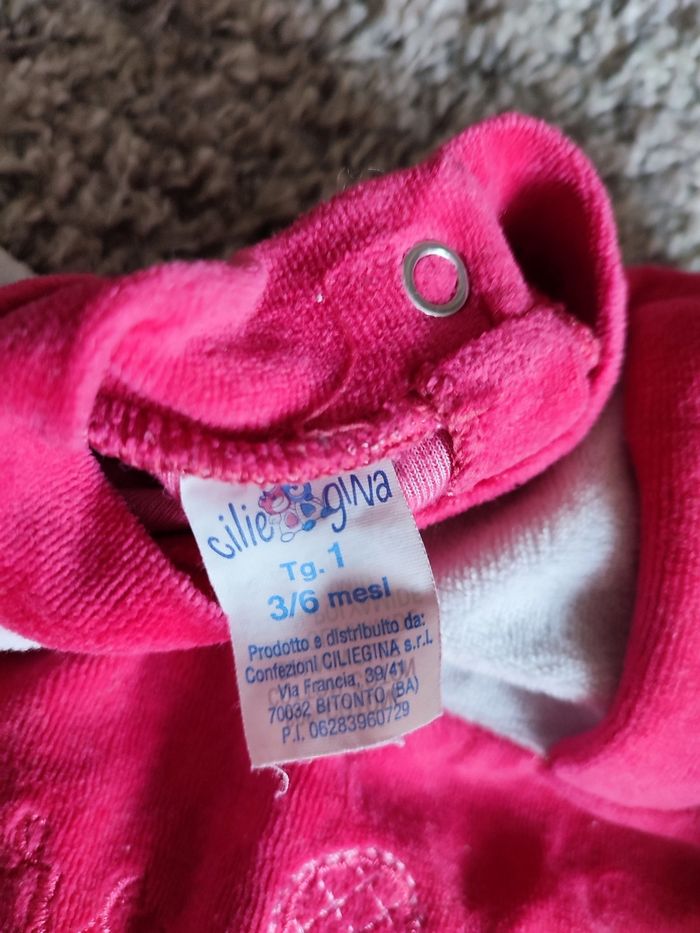 ciliegina
Tg. 1
3/6 mesi
Prodotto e distribuito da:
Confezioni CILIEGINA s.r.l.
Via Francia, 39/41
70032 BITONTO (BA)
P.I. 06283960729